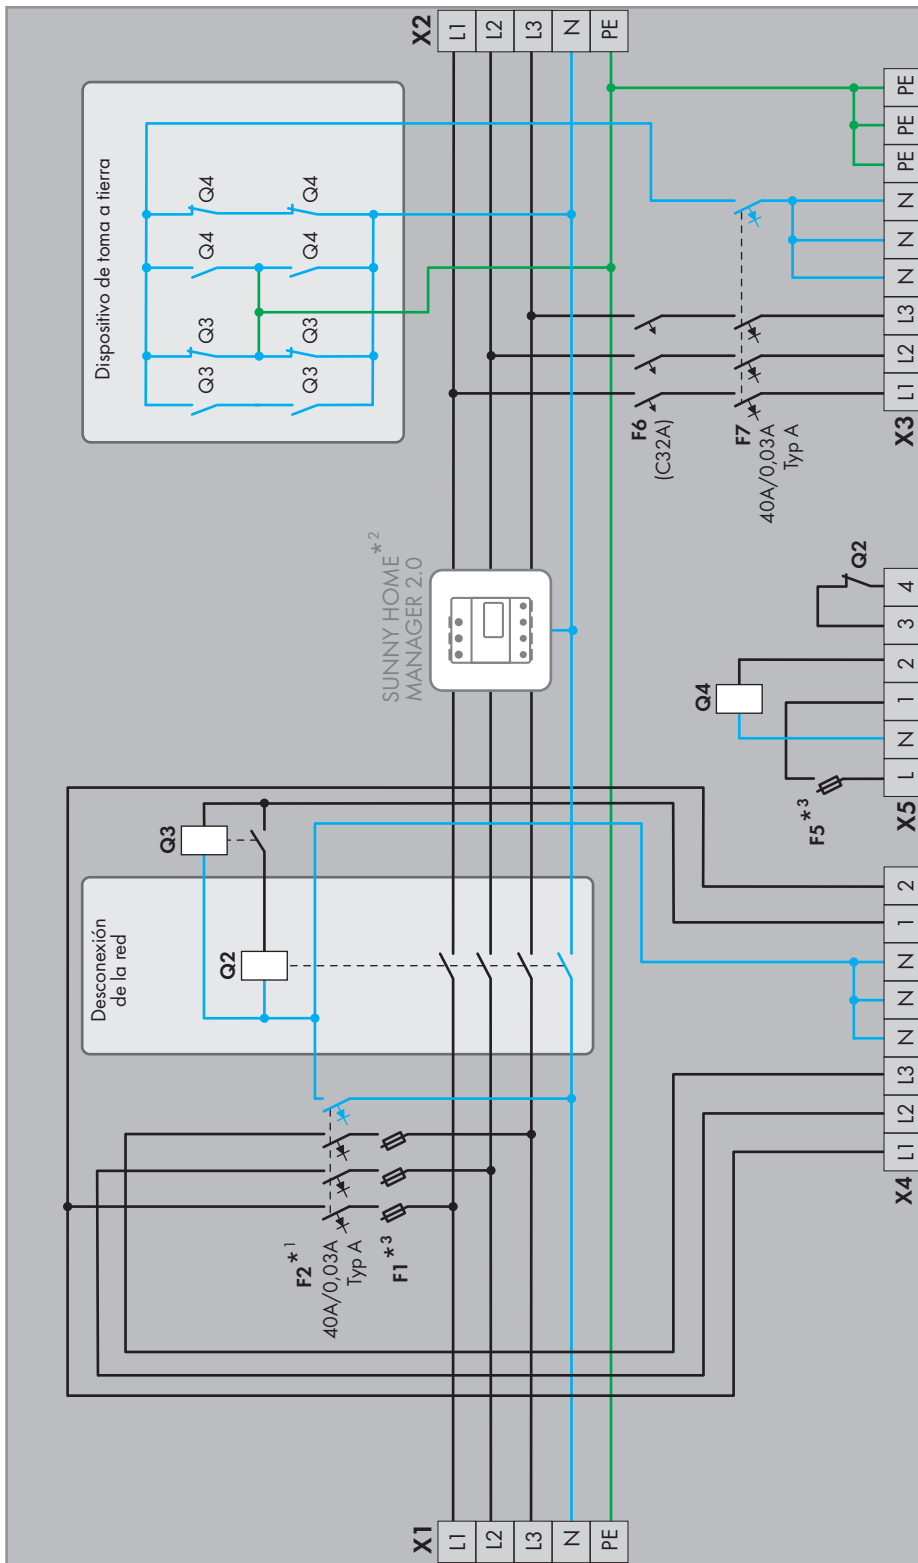 X1
L1
L2
L3
N
PE
F2*1
40A/0,03A
Typ A
F1*3
Desconexión
de la red
Q2
Q3
SUNNY HOME
MANAGER 2.0*2
Dispositivo de toma a tierra
Q3
Q3
Q4
Q4
Q3
Q3
Q4
Q4
X2
L1
L2
L3
N
PE
F6
(C32A)
F7
40A/0,03A
Typ A
X4
L1
L2
L3
N
N
N
1
2
F5*3
Q4
Q2
X5
L
N
1
2
3
4
X3
L1
L2
L3
N
N
N
PE
PE
PE